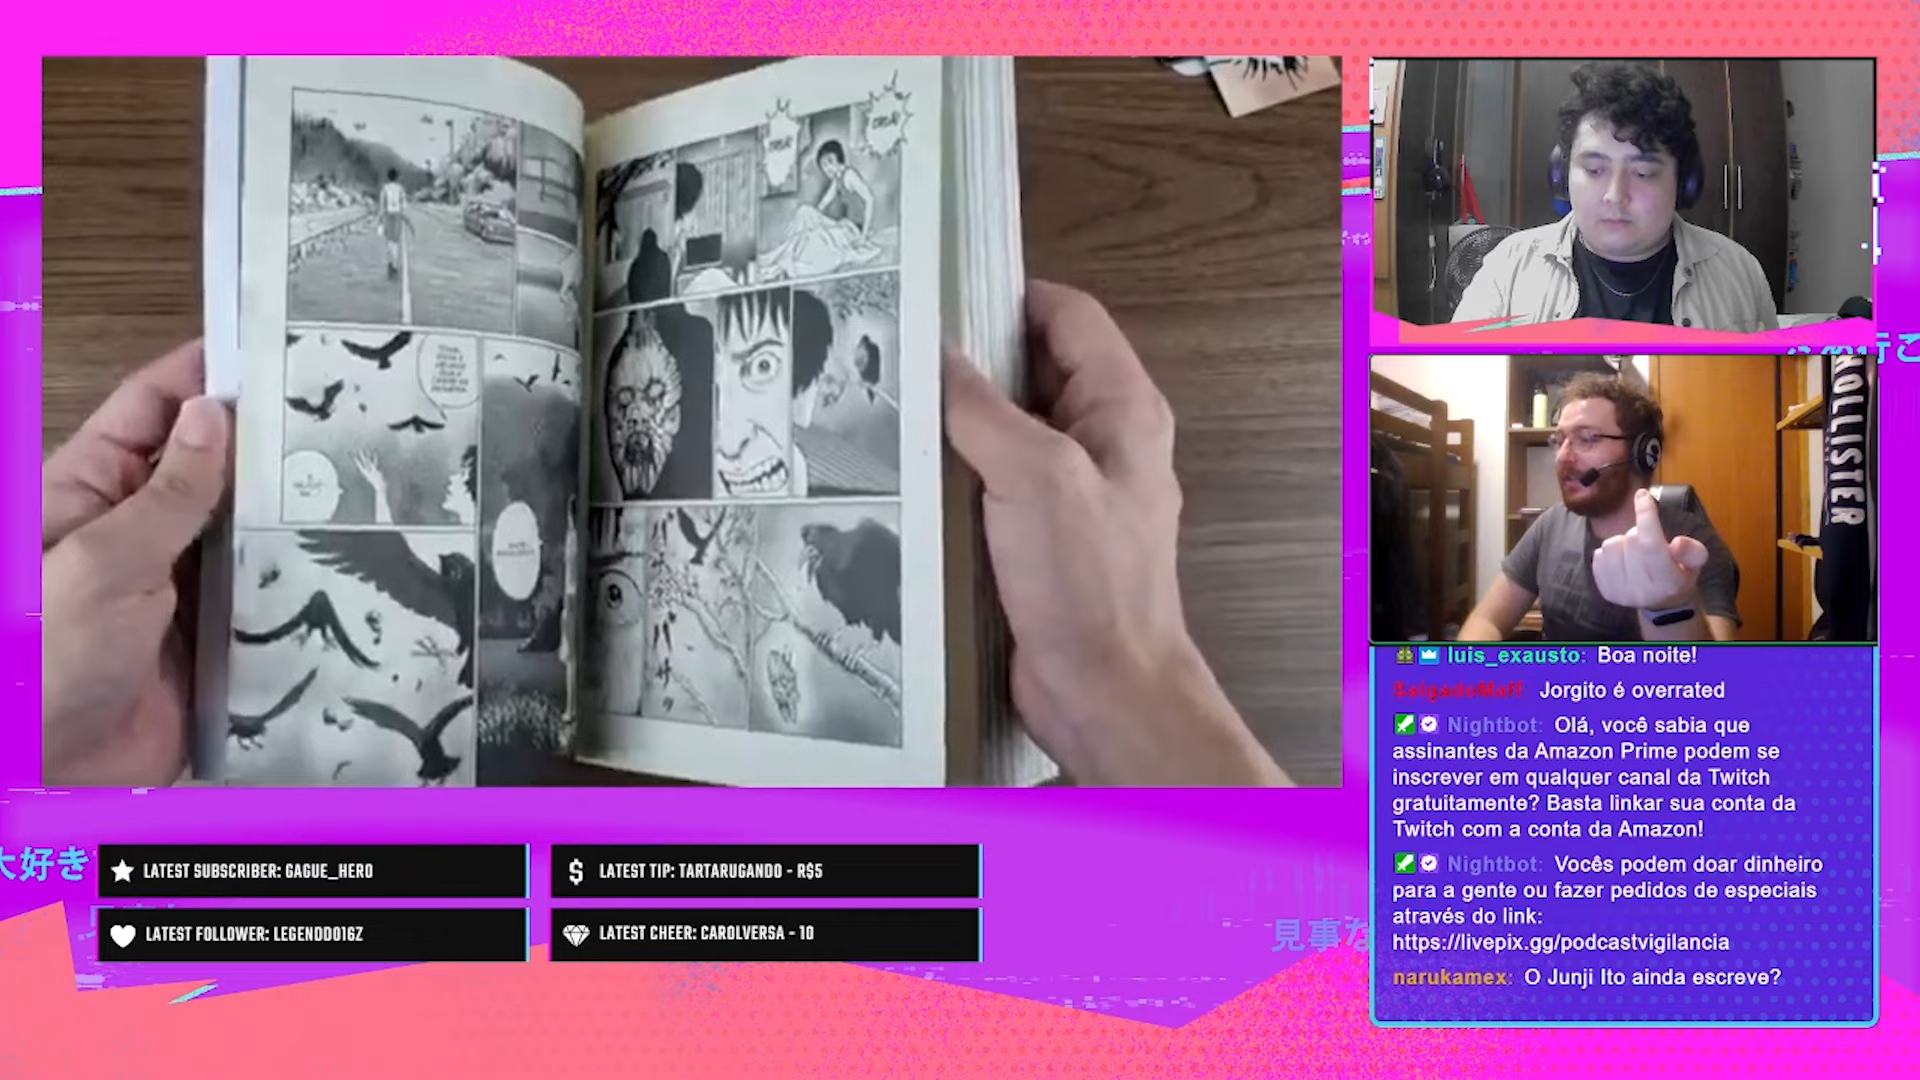 HOLLISTER
luis_exausto: Boa noite!
SalgadoMaff Jorgito é overrated
Nightbot: Olá, você sabia que
assinantes da Amazon Prime podem se
inscrever em qualquer canal da Twitch
gratuitamente? Basta linkar sua conta da
Twitch com a conta da Amazon!
Nightbot: Vocês podem doar dinheiro
para a gente ou fazer pedidos de especiais
através do link:
https://livepix.gg/podcastvigilancia
narukamex: O Junji Ito ainda escreve?
大好き
LATEST SUBSCRIBER: GAGUE_HERO
LATEST TIP: TARTARUGANDO - R$5
LATEST FOLLOWER: LEGENDD016Z
LATEST CHEER: CAROLVERSA - 10
見事な